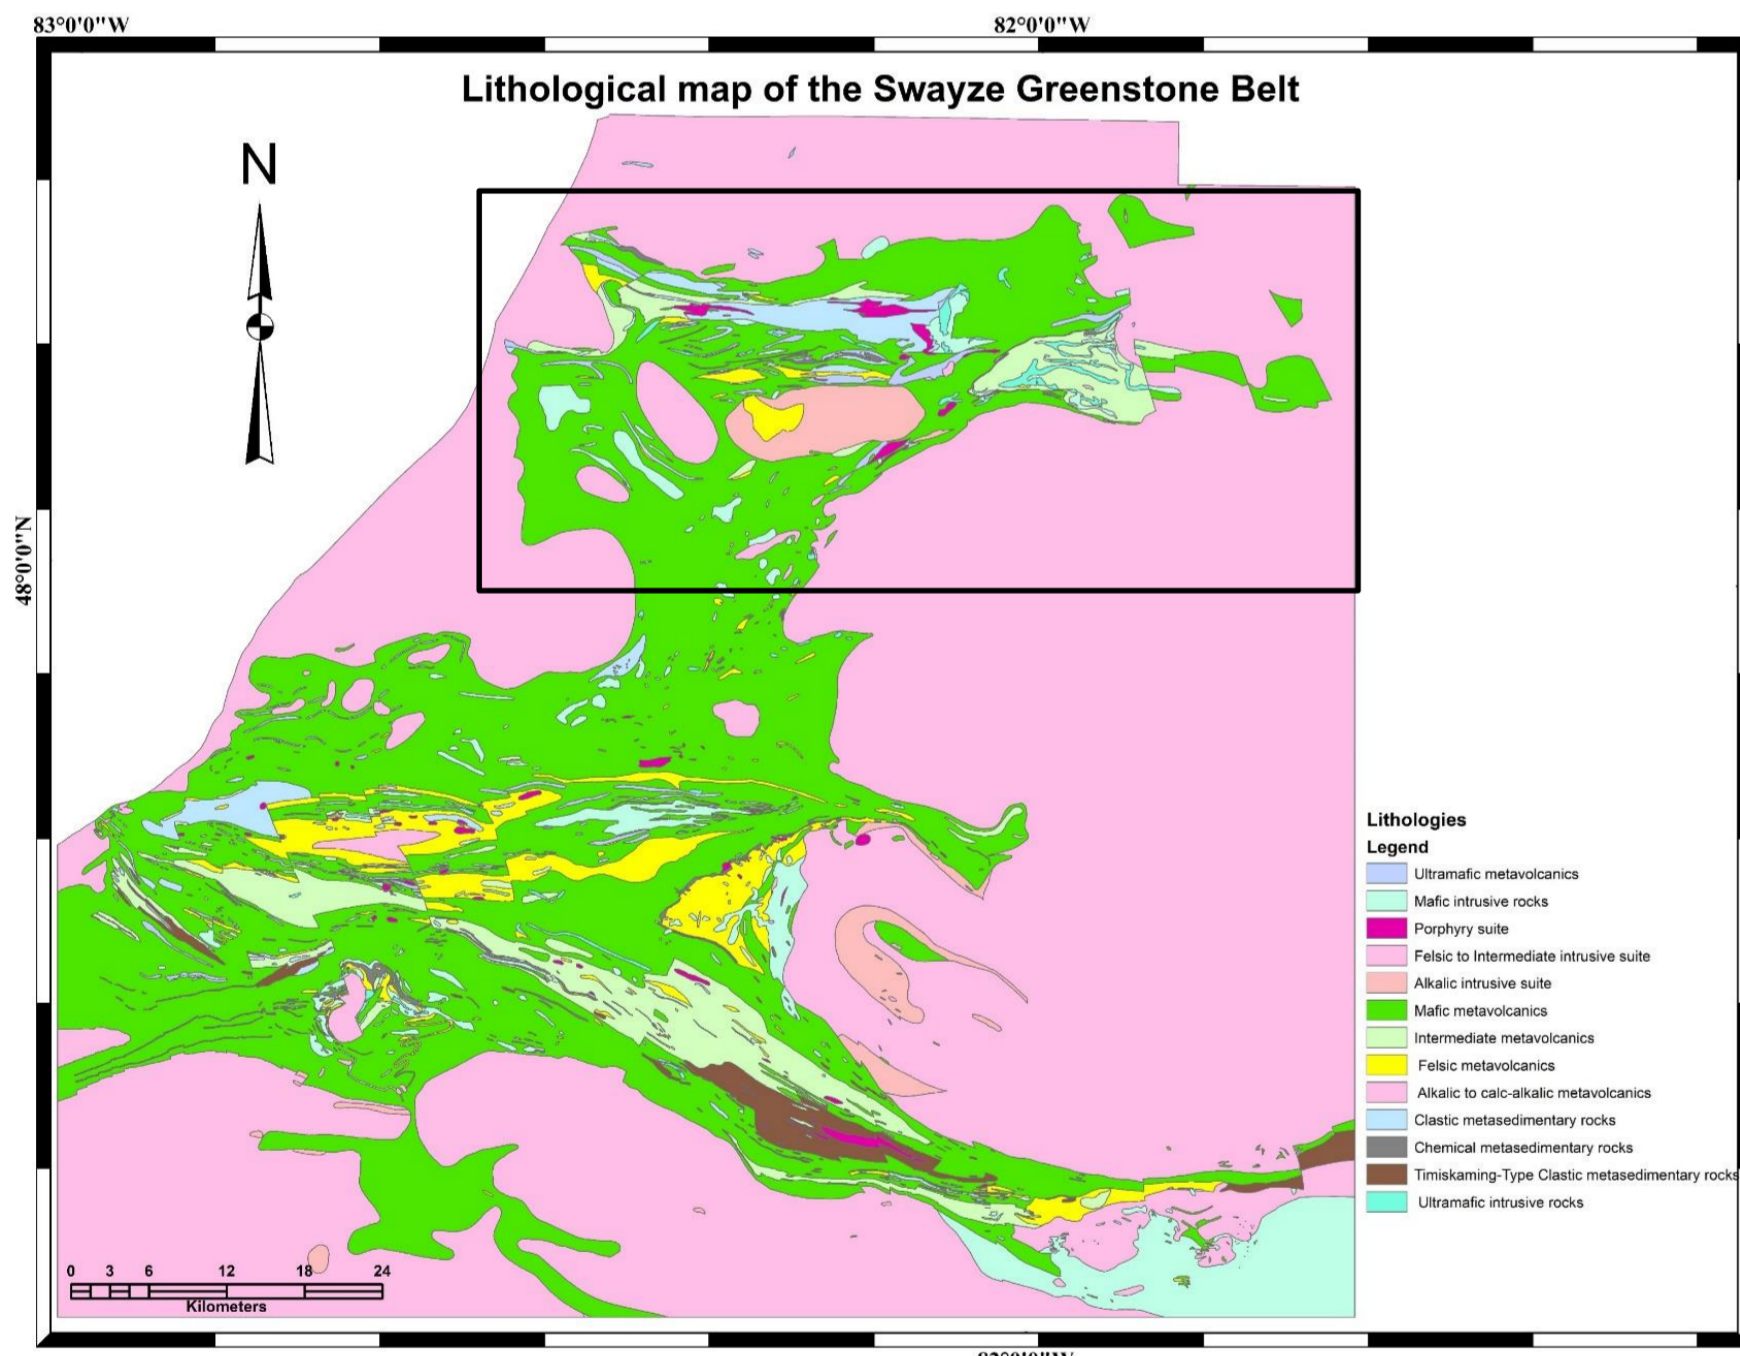 83°0'0"W
82°0'0"W
Lithological map of the Swayze Greenstone Belt
N
48°0'0"N
Lithologies
Legend
Ultramafic metavolcanics
Mafic intrusive rocks
Porphyry suite
Felsic to Intermediate intrusive suite
Alkalic intrusive suite
Mafic metavolcanics
Intermediate metavolcanics
Felsic metavolcanics
Alkalic to calc-alkalic metavolcanics
Clastic metasedimentary rocks
Chemical metasedimentary rocks
Timiskaming-Type Clastic metasedimentary rocks
Ultramafic intrusive rocks
0 3 6 12 18 24
Kilometers
82°0'0"W